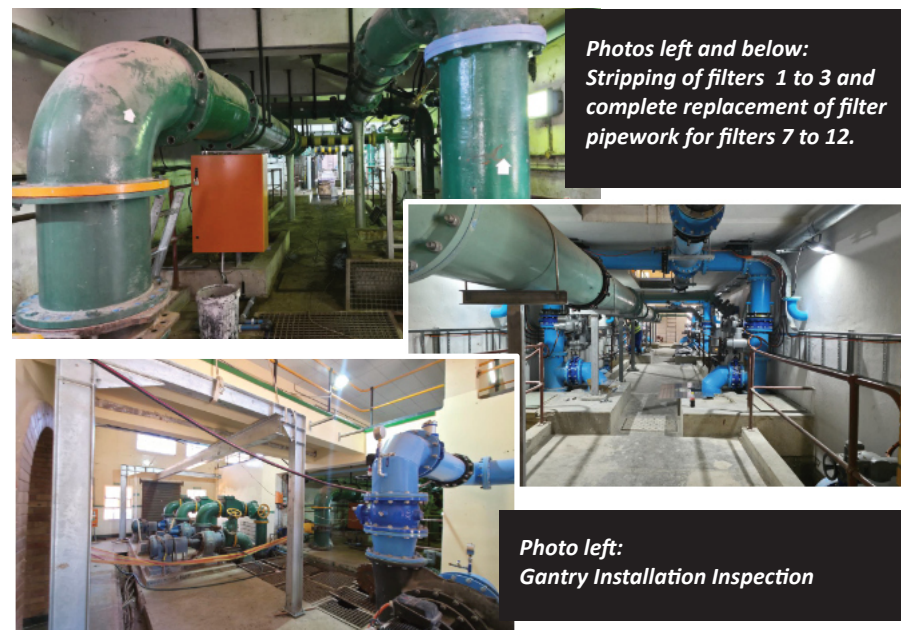 Photos left and below:
Stripping of filters 1 to 3 and
complete replacement of filter
pipework for filters 7 to 12.
Photo left:
Gantry Installation Inspection